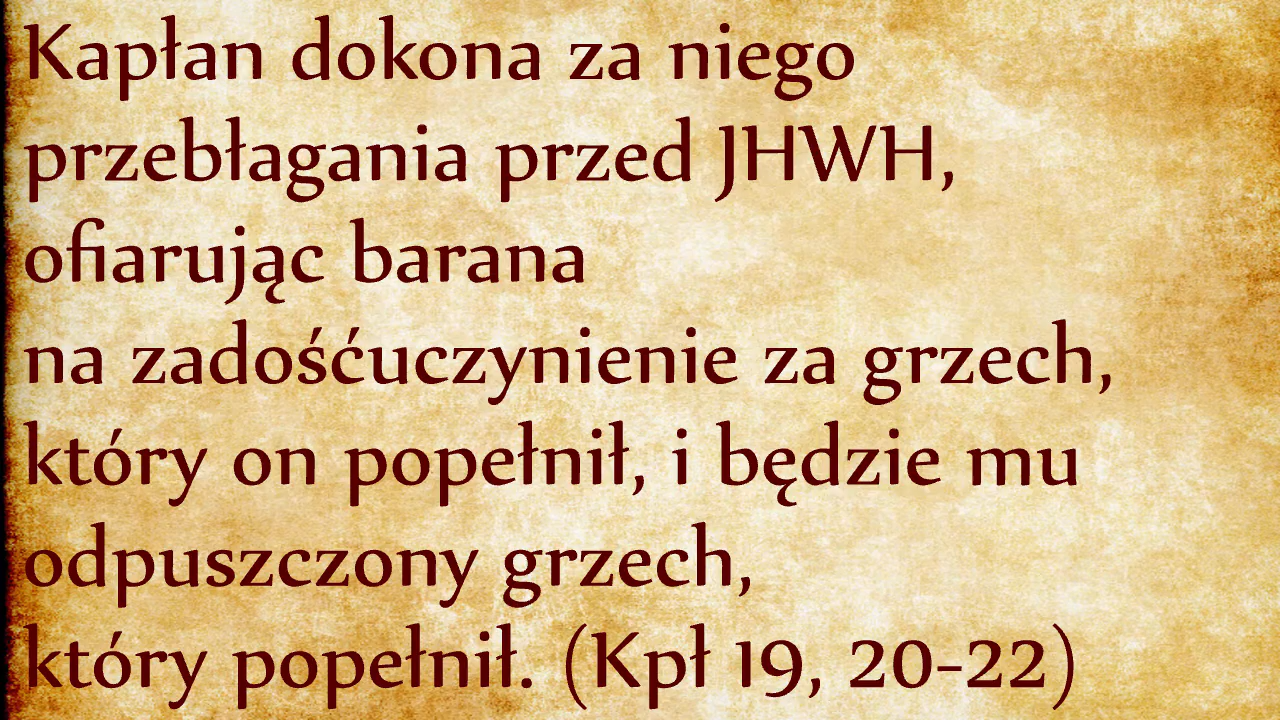 Kapłan dokona za niego
przebłagania przed JHWH,
ofiarując barana
na zadośćuczynienie za grzech,
który on popełnił, i będzie mu
odpuszczony grzech,
który popełnił. (Kpł 19, 20-22)